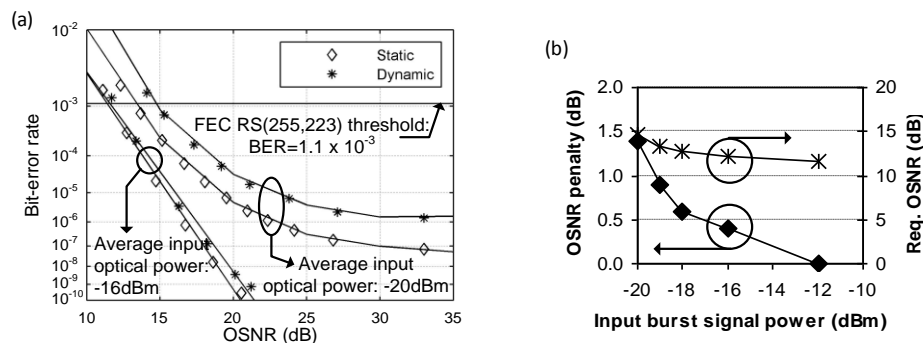 (a)
10-2
10-3
10-4
10-5
10-6
10-7
10-8
10-9
10-10
Bit-error rate
Static
Dynamic
FEC RS(255,223) threshold:
BER=1.1 x 10-3
Average input
optical power:
-16dBm
Average input
optical power: -20dBm
10 15 20 25 30 35
OSNR (dB)
(b)
2.0
1.5
1.0
0.5
0.0
OSNR penalty (dB)
20
15
10
5
0
Req. OSNR (dB)
-20 -18 -16 -14 -12 -10
Input burst signal power (dBm)